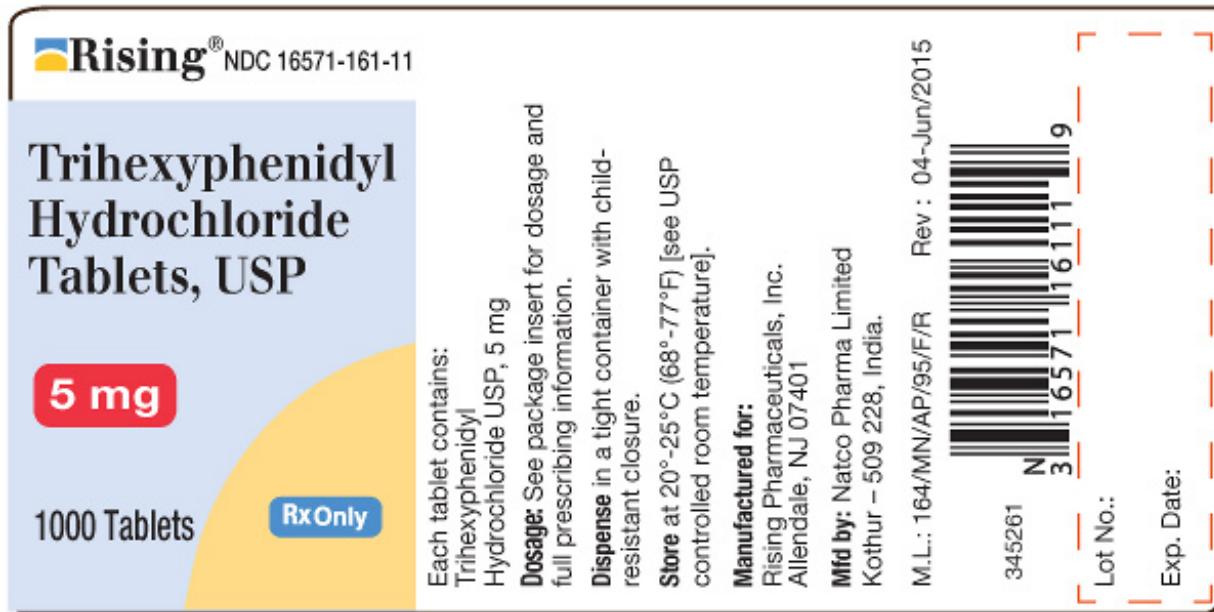 Rising® NDC 16571-161-11
Trihexyphenidyl
Hydrochloride
Tablets, USP
5 mg
1000 Tablets
Rx Only
Each tablet contains:
Trihexyphenidyl
Hydrochloride USP, 5 mg
Dosage: See package insert for dosage and
full prescribing information.
Dispense in a tight container with child-
resistant closure.
Store at 20°-25°C (68°-77°F) [see USP
controlled room temperature].
Manufactured for:
Rising Pharmaceuticals, Inc.
Allendale, NJ 07401
Mfd by: Natco Pharma Limited
Kothur – 509 228, India.
M.L.: 164/MN/AP/95/F/R Rev : 04-Jun/2015
345261
N
3 16571 16111 9
Lot No.:
Exp. Date: